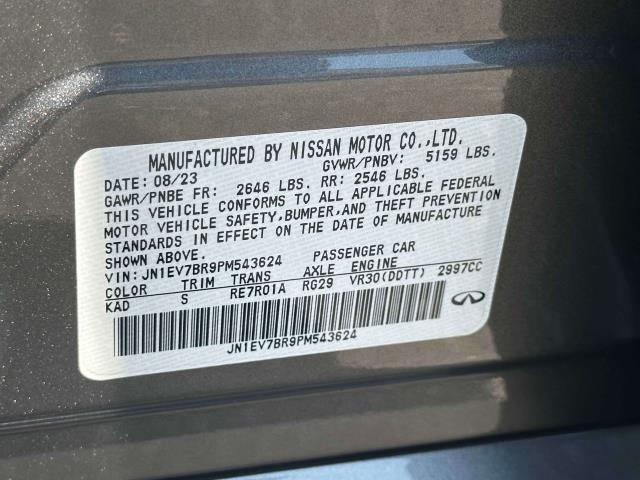 MANUFACTURED BY NISSAN MOTOR CO.,LTD.
DATE: 08/23 GVWR/PNBV: 5159 LBS.
GAWR/PNBE FR: 2646 LBS. RR: 2546 LBS.
THIS VEHICLE CONFORMS TO ALL APPLICABLE FEDERAL
MOTOR VEHICLE SAFETY,BUMPER,AND THEFT PREVENTION
STANDARDS IN EFFECT ON THE DATE OF MANUFACTURE
SHOWN ABOVE.
VIN: JN1EV7BR9PM543624 PASSENGER CAR
COLOR TRIM TRANS AXLE ENGINE
KAD S RE7R01A RG29 VR30(DDTT) 2997CC
JN1EV7BR9PM543624